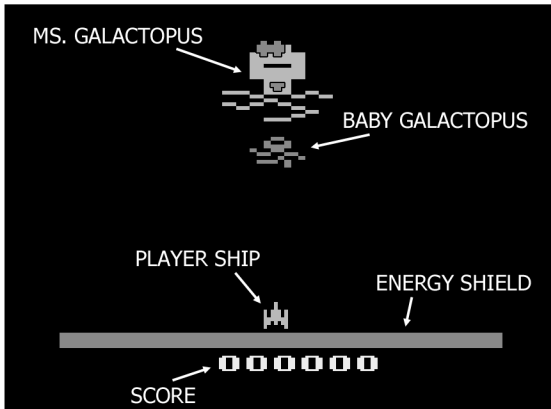 MS. GALACTOPUS
BABY GALACTOPUS
PLAYER SHIP
ENERGY SHIELD
000000
SCORE